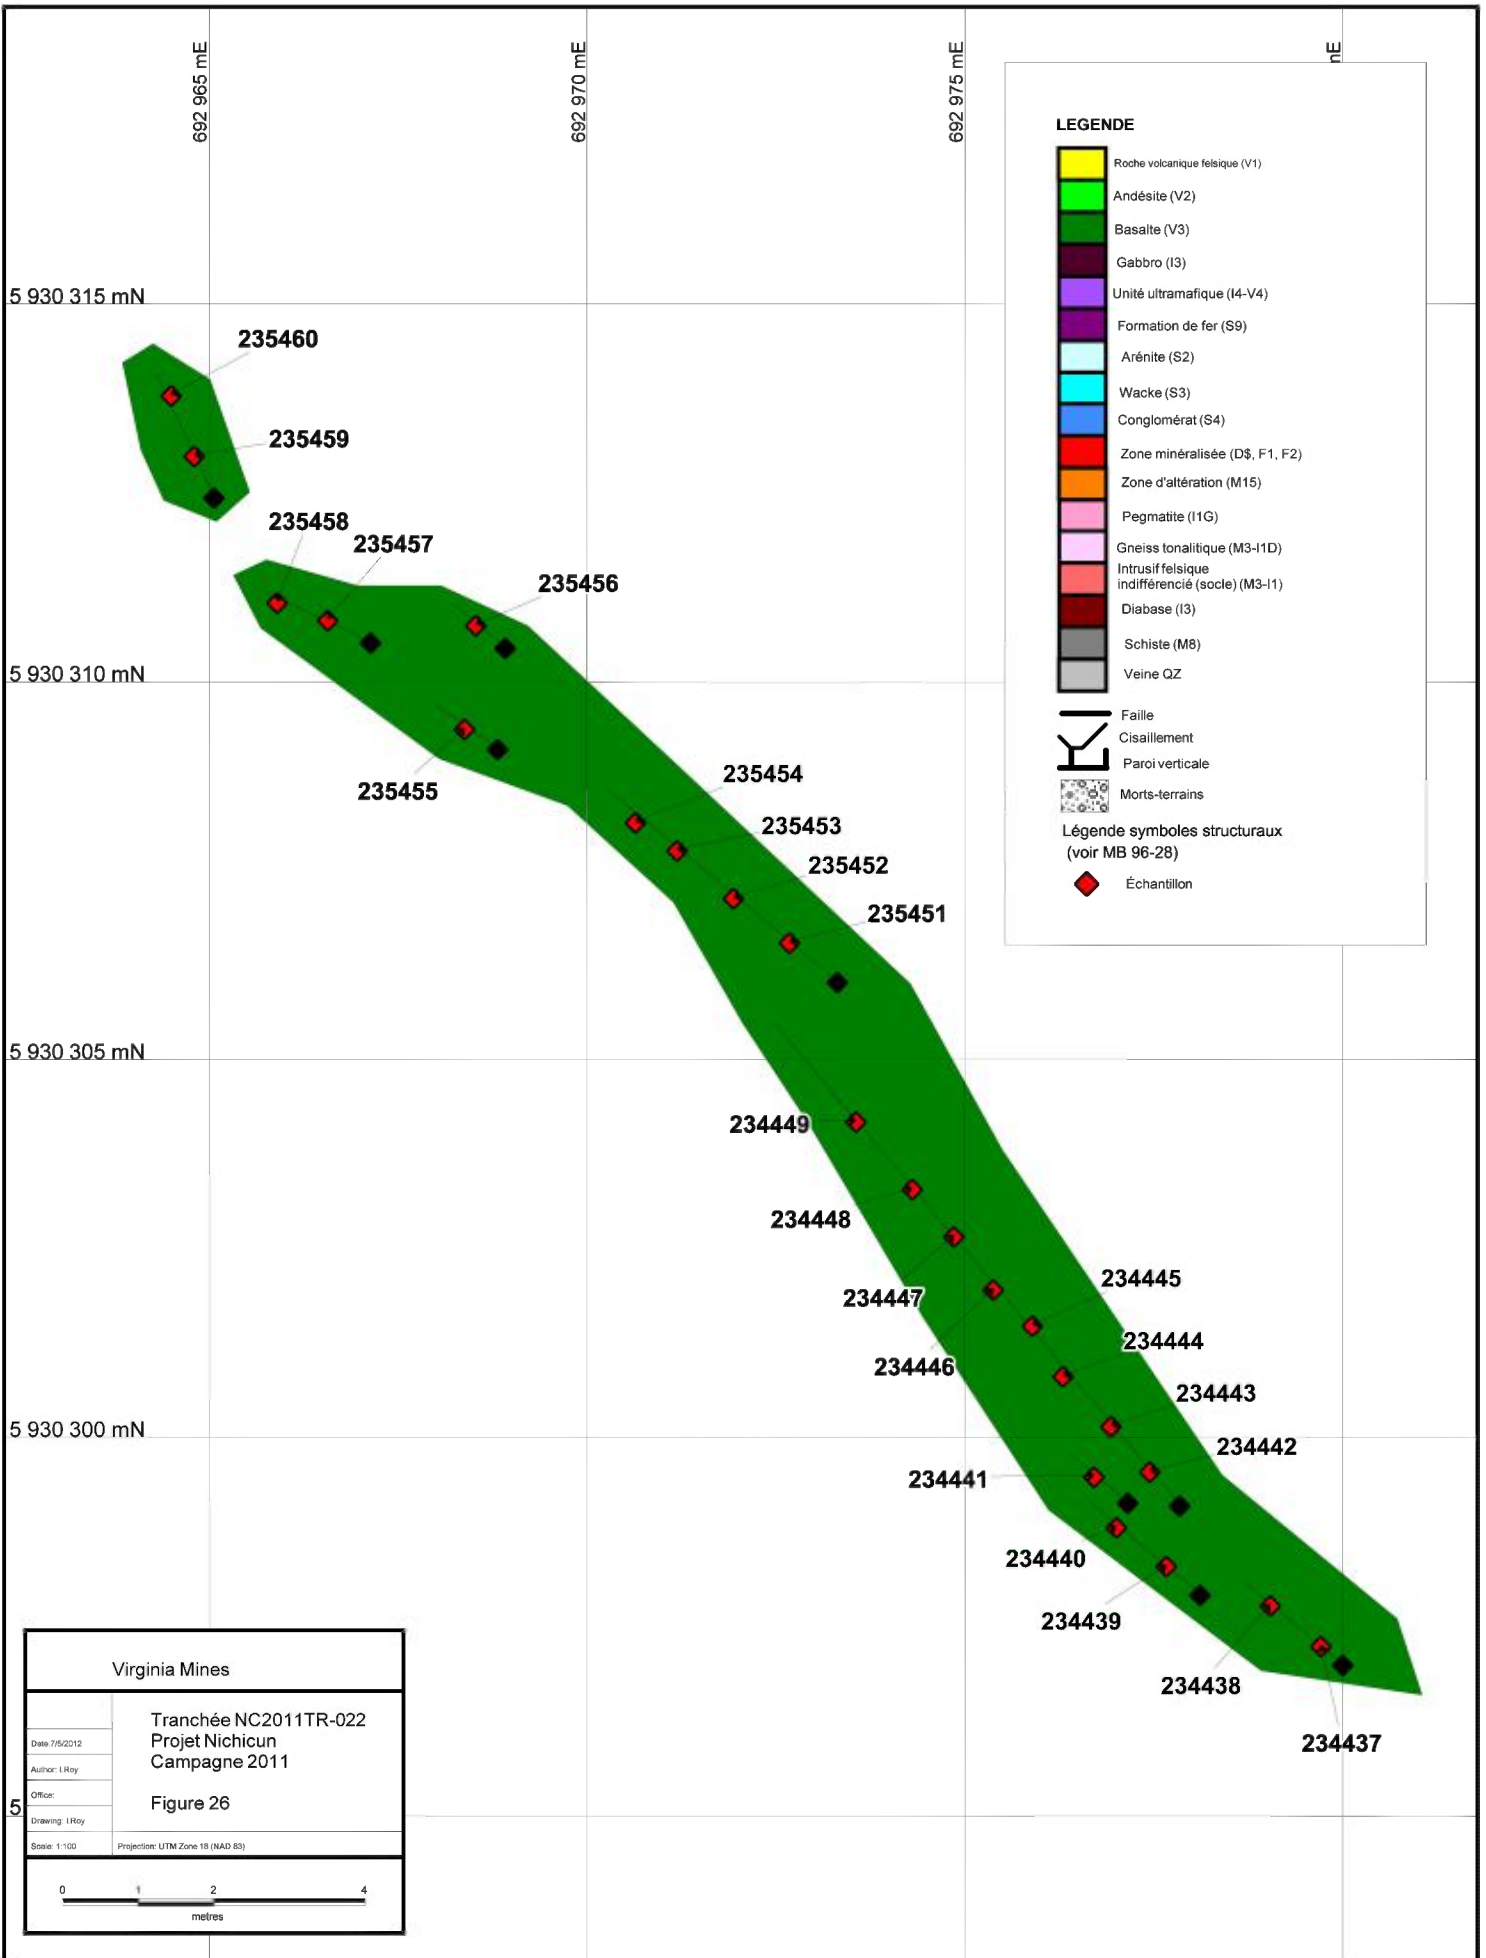 692 965 mE
692 970 mE
692 975 mE
mE
LEGENDE
Roche volcanique felsique (V1)
Andésite (V2)
Basalte (V3)
Gabbro (I3)
Unité ultramafique (I4-V4)
Formation de fer (S9)
Arénite (S2)
Wacke (S3)
Conglomérat (S4)
Zone minéralisée (D$, F1, F2)
Zone d'altération (M15)
Pegmatite (I1G)
Gneiss tonalitique (M3-I1D)
Intrusif felsique
indifférencié (socle) (M3-I1)
Diabase (I3)
Schiste (M8)
Veine QZ
Faille
Cisaillement
Paroi verticale
Morts-terrains
Légende symboles structuraux
(voir MB 96-28)
Échantillon
5 930 315 mN
235460
235459
235458
235457
235456
5 930 310 mN
235455
235454
235453
235452
235451
5 930 305 mN
234449
234448
234447
234446
234445
234444
234443
5 930 300 mN
234442
234441
234440
234439
234438
234437
5
Virginia Mines
Tranchée NC2011TR-022
Projet Nichicun
Campagne 2011
Figure 26
Date:7/5/2012
Author: I.Roy
Office:
Drawing: I.Roy
Scale: 1:100
Projection: UTM Zone 18 (NAD 83)
0 1 2 4
metres